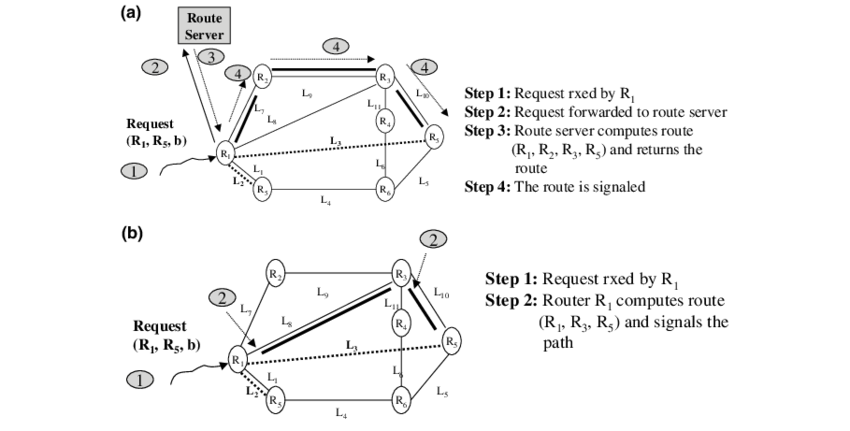 (a)
Route
Server
2
3
4
4
4
R2
R3
L9
L10
L7
L8
L11
R4
Request
(R1, R5, b)
L3
R5
1
R1
L1
L2
L6
R5
R6
L4
L5
Step 1: Request rxed by R1
Step 2: Request forwarded to route server
Step 3: Route server computes route
(R1, R2, R3, R5) and returns the
route
Step 4: The route is signaled
(b)
2
2
R2
R3
L9
L10
L7
L8
L11
R4
Request
(R1, R5, b)
L3
R5
1
R1
L1
L2
L6
R5
R6
L4
L5
Step 1: Request rxed by R1
Step 2: Router R1 computes route
(R1, R3, R5) and signals the
path